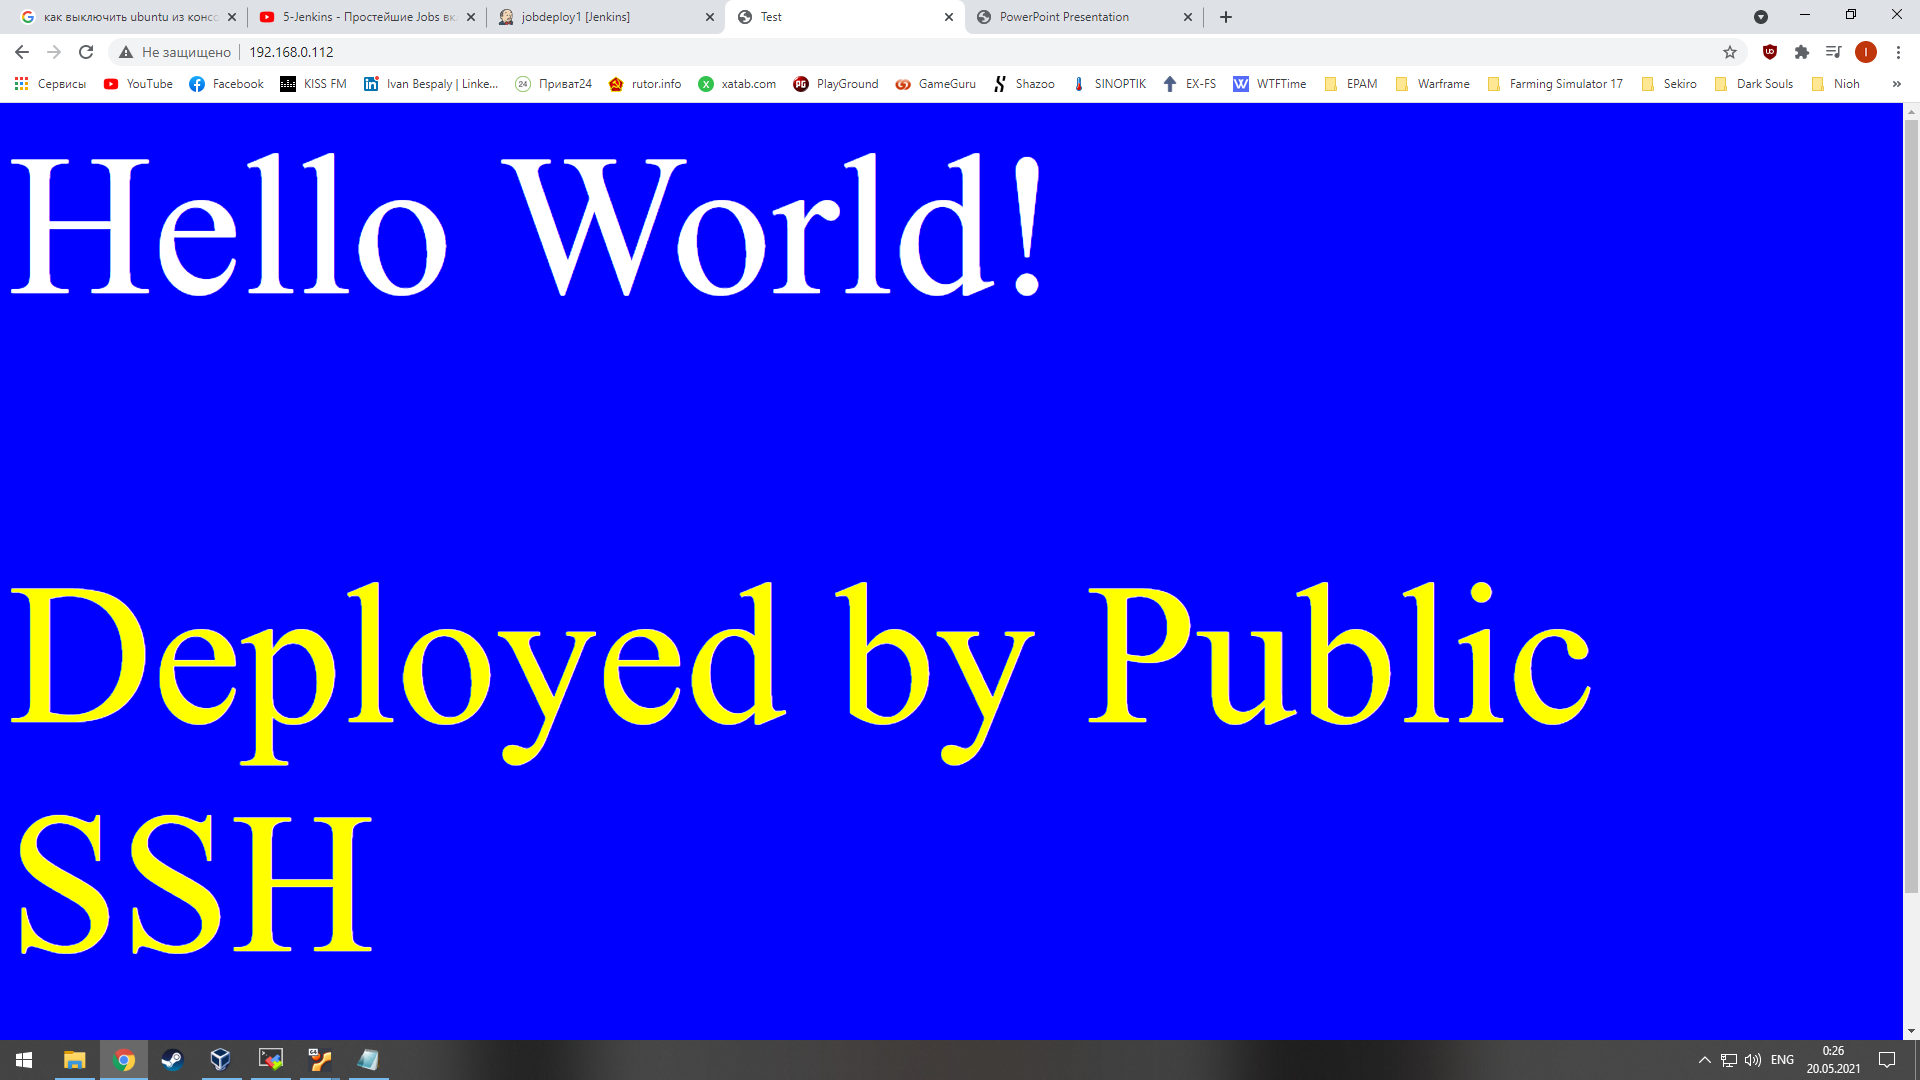 как выключить ubuntu из консо
5-Jenkins - Простейшие Jobs вк
jobdeploy1 [Jenkins]
Test
PowerPoint Presentation
Не защищено
192.168.0.112
Сервисы
YouTube
Facebook
KISS FM
Ivan Bespaly | Linke...
24
Приват24
rutor.info
xatab.com
PlayGround
GameGuru
Shazoo
SINOPTIK
EX-FS
WTFTime
EPAM
Warframe
Farming Simulator 17
Sekiro
Dark Souls
Nioh
Hello World!
Deployed by Public
SSH
ENG
0:26
20.05.2021